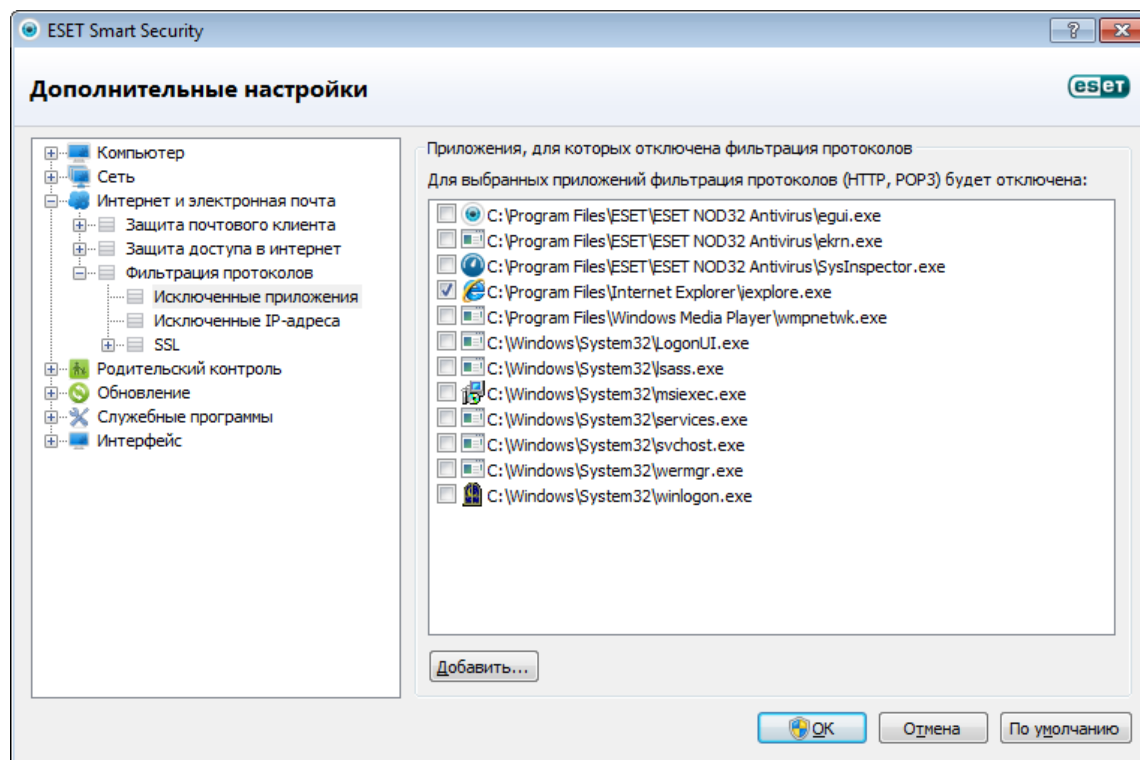 ESET Smart Security
Дополнительные настройки
eseT
Компьютер
Сеть
Интернет и электронная почта
Защита почтового клиента
Защита доступа в интернет
Фильтрация протоколов
Исключенные приложения
Исключенные IP-адреса
SSL
Родительский контроль
Обновление
Служебные программы
Интерфейс
Приложения, для которых отключена фильтрация протоколов
Для выбранных приложений фильтрация протоколов (HTTP, POP3) будет отключена:
C:\Program Files\ESET\ESET NOD32 Antivirus\egui.exe
C:\Program Files\ESET\ESET NOD32 Antivirus\ekrn.exe
C:\Program Files\ESET\ESET NOD32 Antivirus\SysInspector.exe
C:\Program Files\Internet Explorer\iexplore.exe
C:\Program Files\Windows Media Player\wmpnetwk.exe
C:\Windows\System32\LogonUI.exe
C:\Windows\System32\lsass.exe
C:\Windows\System32\msiexec.exe
C:\Windows\System32\services.exe
C:\Windows\System32\svchost.exe
C:\Windows\System32\wermgr.exe
C:\Windows\System32\winlogon.exe
Добавить...
OK Отмена По умолчанию